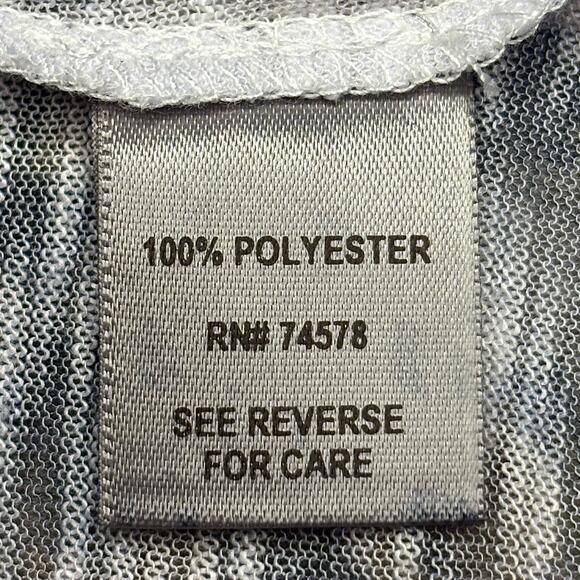 100% POLYESTER
RN# 74578
SEE REVERSE
FOR CARE